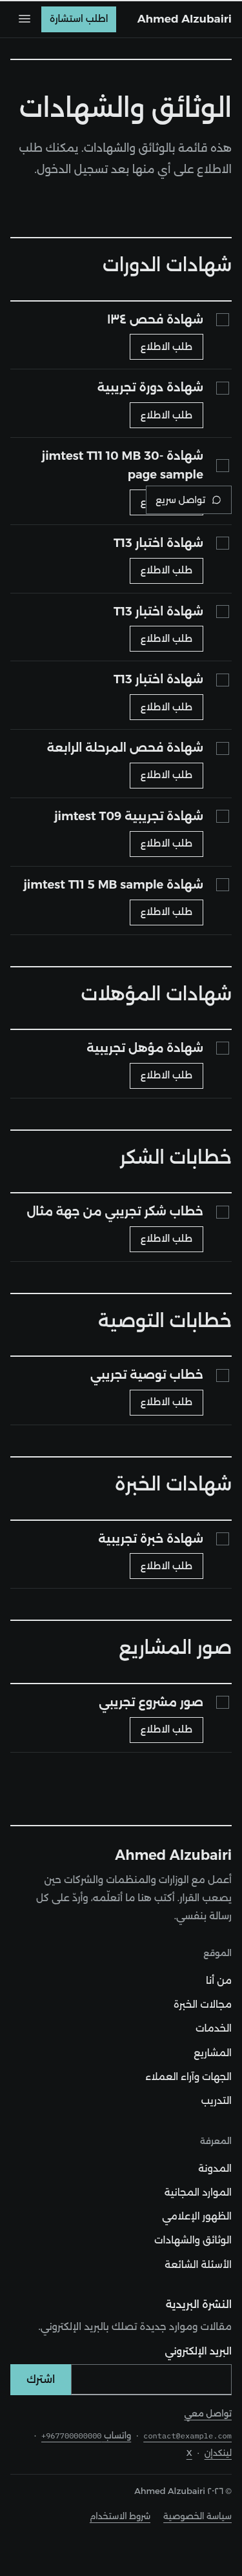 Ahmed Alzubairi
اطلب استشارة
الوثائق والشهادات
هذه قائمة بالوثائق والشهادات. يمكنك طلب
الاطلاع على أي منها بعد تسجيل الدخول.
شهادات الدورات
شهادة فحص ١٣٤
طلب الاطلاع
شهادة دورة تجريبية
طلب الاطلاع
شهادة jimtest T11 10 MB 30-
page sample
تواصل سريع
شهادة اختبار T13
طلب الاطلاع
شهادة اختبار T13
طلب الاطلاع
شهادة اختبار T13
طلب الاطلاع
شهادة فحص المرحلة الرابعة
طلب الاطلاع
شهادة تجريبية jimtest T09
طلب الاطلاع
شهادة jimtest T11 5 MB sample
طلب الاطلاع
شهادات المؤهلات
شهادة مؤهل تجريبية
طلب الاطلاع
خطابات الشكر
خطاب شكر تجريبي من جهة مثال
طلب الاطلاع
خطابات التوصية
خطاب توصية تجريبي
طلب الاطلاع
شهادات الخبرة
شهادة خبرة تجريبية
طلب الاطلاع
صور المشاريع
صور مشروع تجريبي
طلب الاطلاع
Ahmed Alzubairi
أعمل مع الوزارات والمنظمات والشركات حين
يصعب القرار. أكتب هنا ما أتعلّمه، وأردّ على كل
رسالة بنفسي.
الموقع
من أنا
مجالات الخبرة
الخدمات
المشاريع
الجهات وآراء العملاء
التدريب
المعرفة
المدونة
الموارد المجانية
الظهور الإعلامي
الوثائق والشهادات
الأسئلة الشائعة
النشرة البريدية
مقالات وموارد جديدة تصلك بالبريد الإلكتروني.
البريد الإلكتروني
اشترك
تواصل معي
contact@example.com · واتساب +967700000000 ·
لينكدإن · X
© ٢٠٢٦ Ahmed Alzubairi
سياسة الخصوصية
شروط الاستخدام